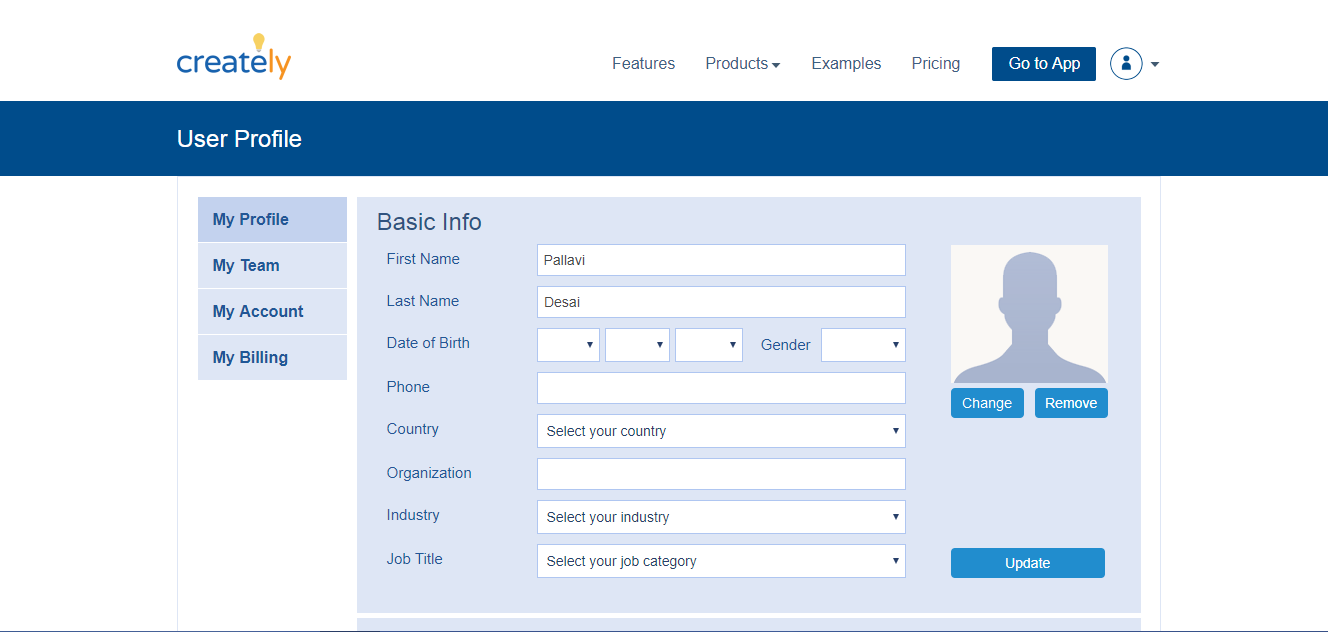 creately
Features Products Examples Pricing Go to App
User Profile
My Profile
My Team
My Account
My Billing
Basic Info
First Name Pallavi
Last Name Desai
Date of Birth Gender
Phone
Country Select your country
Organization
Industry Select your industry
Job Title Select your job category
Change Remove
Update